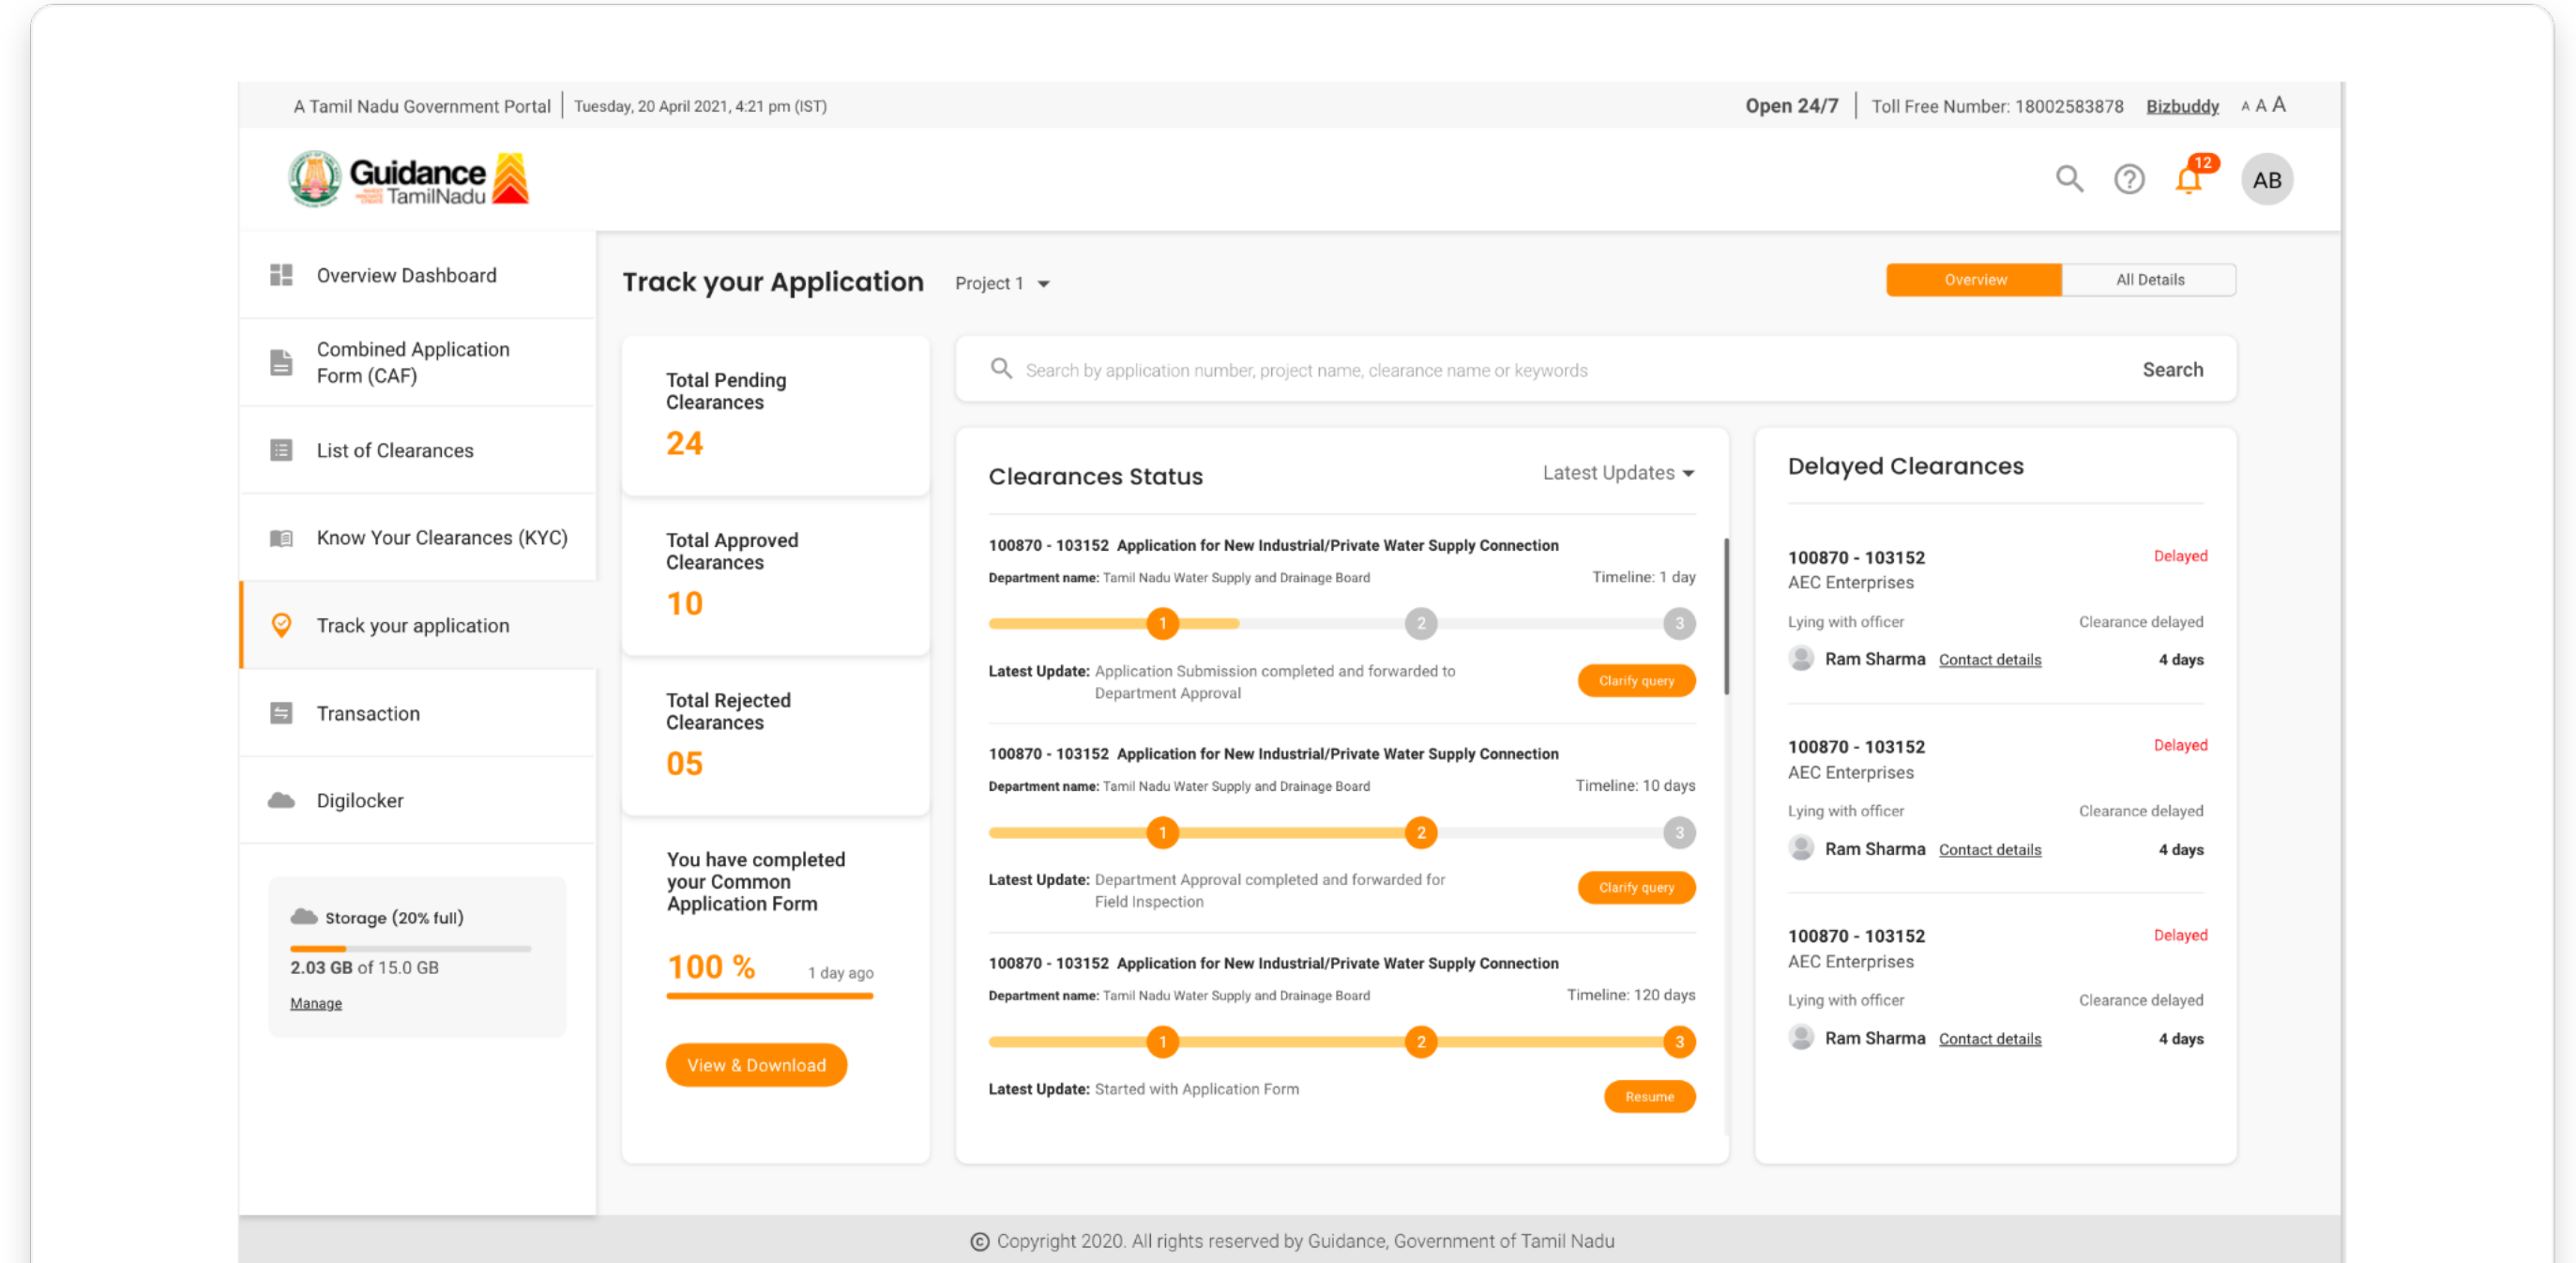 A Tamil Nadu Government Portal
Tuesday, 20 April 2021, 4:21 pm (IST)
Open 24/7
Toll Free Number: 18002583878
Bizbuddy
A A A
Guidance
TamilNadu
12
AB
Overview Dashboard
Combined Application
Form (CAF)
List of Clearances
Know Your Clearances (KYC)
Track your application
Transaction
Digilocker
Storage (20% full)
2.03 GB of 15.0 GB
Manage
Track your Application
Project 1
Overview
All Details
Total Pending
Clearances
24
Total Approved
Clearances
10
Total Rejected
Clearances
05
You have completed
your Common
Application Form
100 %
1 day ago
View & Download
Search by application number, project name, clearance name or keywords
Search
Clearances Status
Latest Updates
100870 - 103152 Application for New Industrial/Private Water Supply Connection
Department name: Tamil Nadu Water Supply and Drainage Board
Timeline: 1 day
1
2
3
Latest Update: Application Submission completed and forwarded to
Department Approval
Clarify query
100870 - 103152 Application for New Industrial/Private Water Supply Connection
Department name: Tamil Nadu Water Supply and Drainage Board
Timeline: 10 days
1
2
3
Latest Update: Department Approval completed and forwarded for
Field Inspection
Clarify query
100870 - 103152 Application for New Industrial/Private Water Supply Connection
Department name: Tamil Nadu Water Supply and Drainage Board
Timeline: 120 days
1
2
3
Latest Update: Started with Application Form
Resume
Delayed Clearances
100870 - 103152
Delayed
AEC Enterprises
Lying with officer
Clearance delayed
Ram Sharma Contact details
4 days
100870 - 103152
Delayed
AEC Enterprises
Lying with officer
Clearance delayed
Ram Sharma Contact details
4 days
100870 - 103152
Delayed
AEC Enterprises
Lying with officer
Clearance delayed
Ram Sharma Contact details
4 days
© Copyright 2020. All rights reserved by Guidance, Government of Tamil Nadu